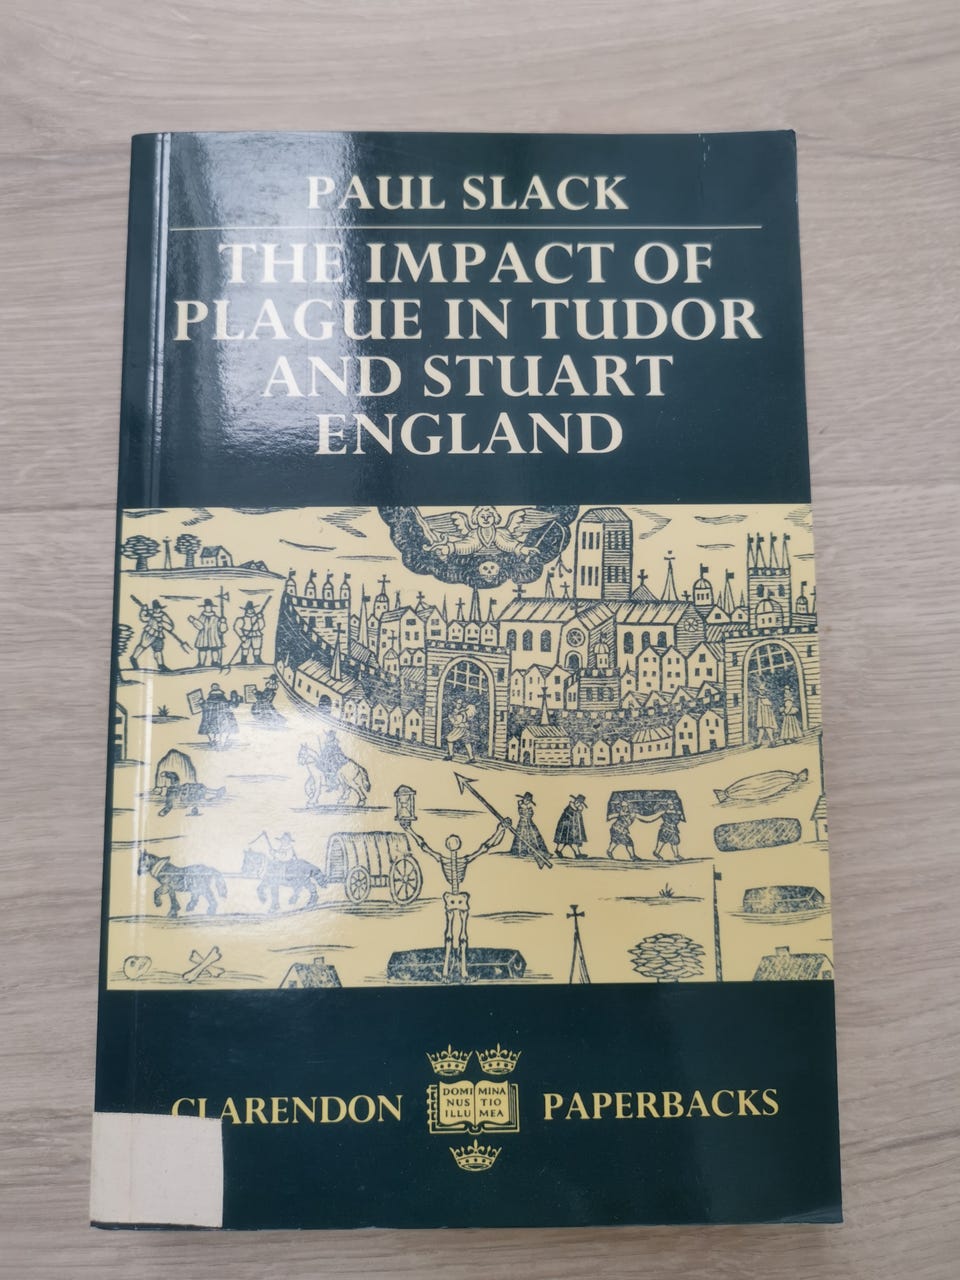 PAUL SLACK
THE IMPACT OF
PLAGUE IN TUDOR
AND STUART
ENGLAND
CLARENDON PAPERBACKS
DOMI MINA
NUS TIO
ILLU MEA